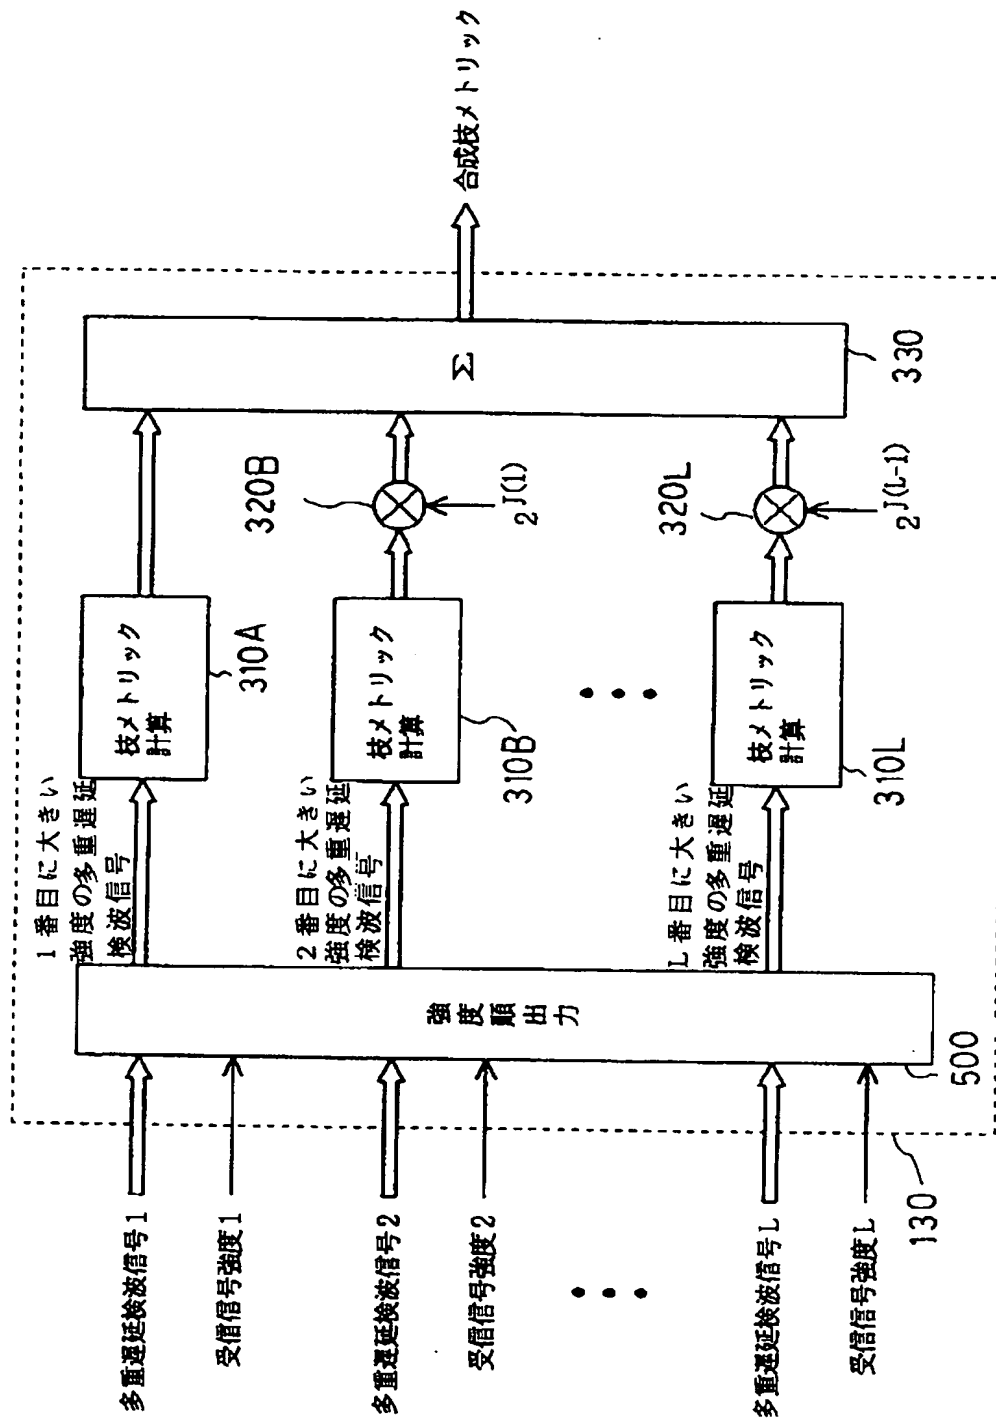 多重遅延検波信号1
受信信号強度1
多重遅延検波信号2
受信信号強度2
多重遅延検波信号L
受信信号強度L
130
強度順出力
500
1番目に大きい
強度の多重遅延
検波信号
2番目に大きい
強度の多重遅延
検波信号
L番目に大きい
強度の多重遅延
検波信号
枝メトリック
計算
310A
枝メトリック
計算
310B
枝メトリック
計算
310L
320B
2J(1)
320L
2J(L-1)
Σ
330
合成枝メトリック